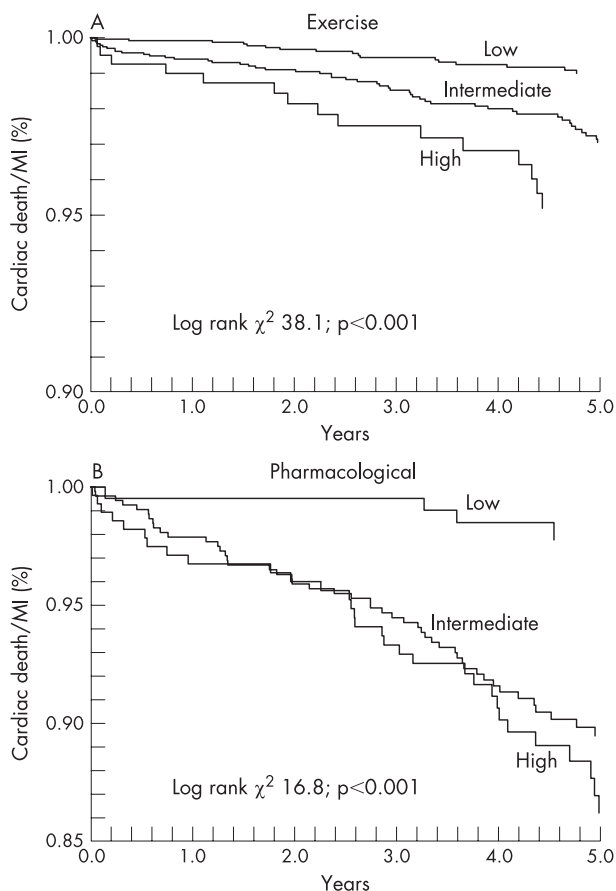 A
Exercise
1.00
0.95
0.90
Cardiac death/MI (%)
Low
Intermediate
High
Log rank χ² 38.1; p<0.001
0.0 1.0 2.0 3.0 4.0 5.0
Years
B
Pharmacological
1.00
0.95
0.90
0.85
Cardiac death/MI (%)
Low
Intermediate
High
Log rank χ² 16.8; p<0.001
0.0 1.0 2.0 3.0 4.0 5.0
Years